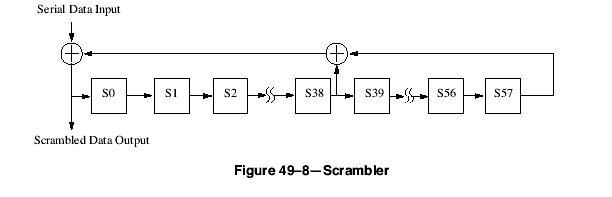 Serial Data Input
S0 S1 S2 S38 S39 S56 S57
Scrambled Data Output
Figure 49–8—Scrambler